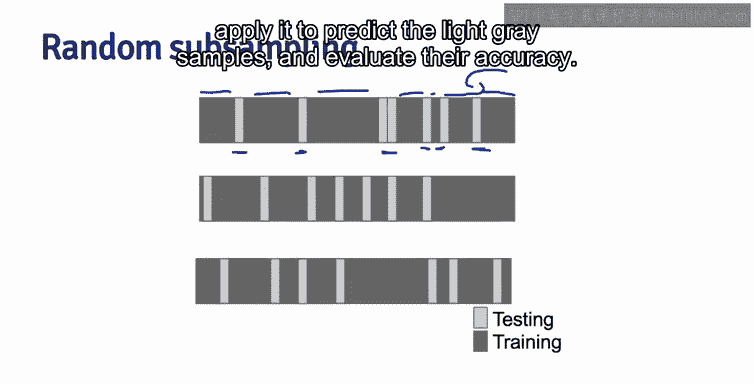 apply it to predict the light gray
Random subsampling
samples, and evaluate their accuracy.
Testing
Training